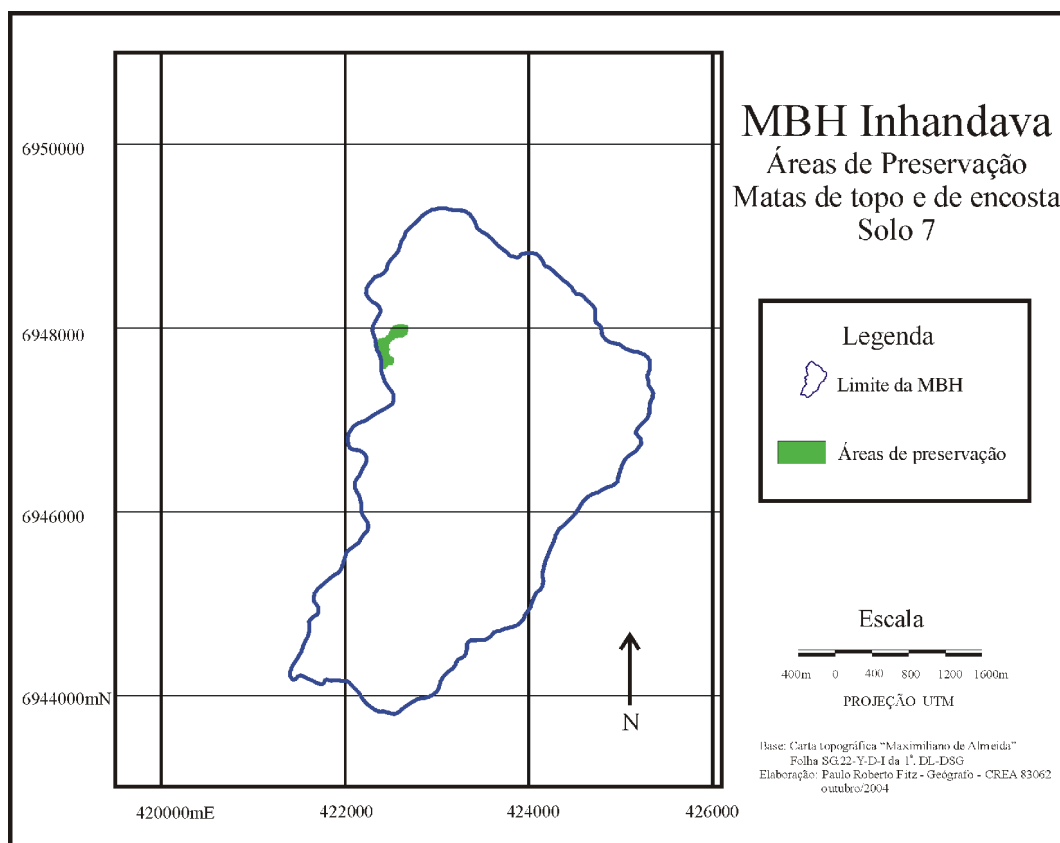 MBH Inhandava
Áreas de Preservação
Matas de topo e de encosta
Solo 7
6950000
6948000
6946000
6944000mN
420000mE
422000
424000
426000
N
Legenda
Limite da MBH
Áreas de preservação
Escala
400m 0 400 800 1200 1600m
PROJEÇÃO UTM
Base: Carta topográfica "Maximiliano de Almeida"
Folha SG.22-Y-D-I da 1ª. DL-DSG
Elaboração: Paulo Roberto Fitz - Geógrafo - CREA 83062
outubro/2004